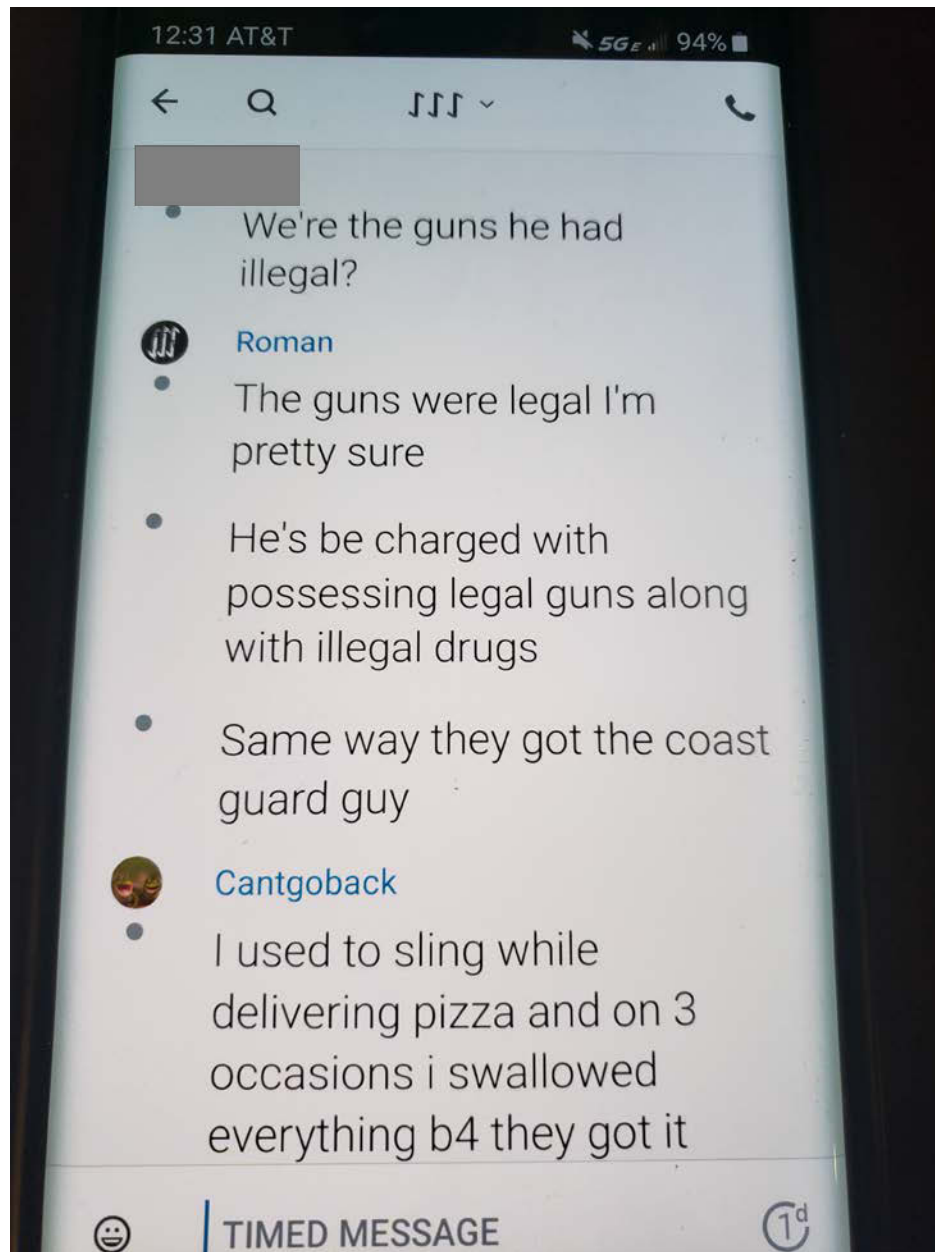 12:31 AT&T 5GE 94%
We're the guns he had
illegal?
Roman
The guns were legal I'm
pretty sure
He's be charged with
possessing legal guns along
with illegal drugs
Same way they got the coast
guard guy
Cantgoback
I used to sling while
delivering pizza and on 3
occasions i swallowed
everything b4 they got it
TIMED MESSAGE 1d